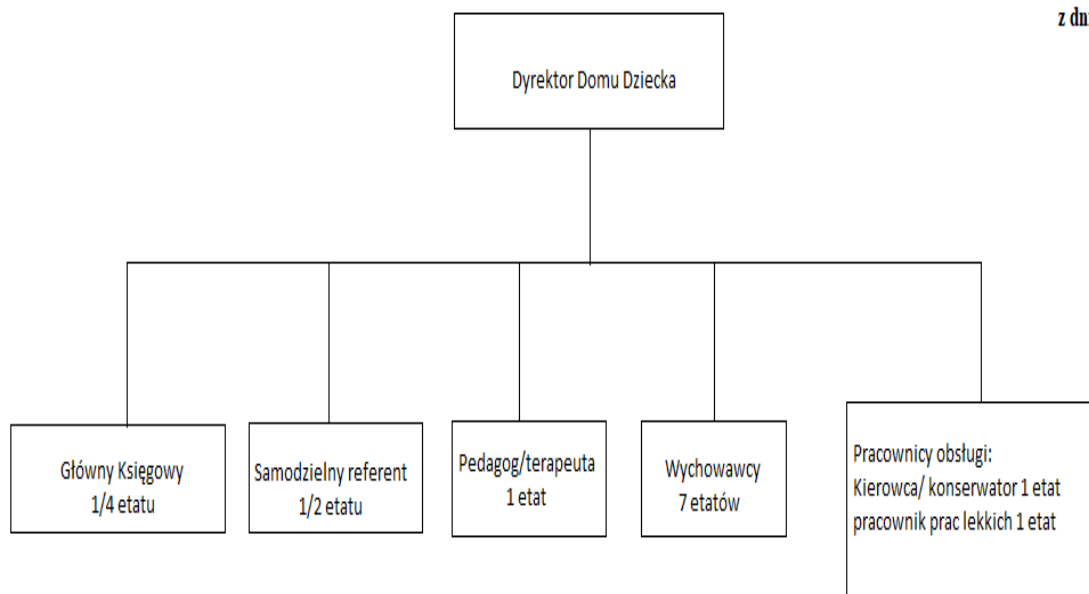 z dni
Dyrektor Domu Dziecka
Główny Księgowy
1/4 etatu
Samodzielny referent
1/2 etatu
Pedagog/terapeuta
1 etat
Wychowawcy
7 etatów
Pracownicy obsługi:
Kierowca/ konserwator 1 etat
pracownik prac lekkich 1 etat